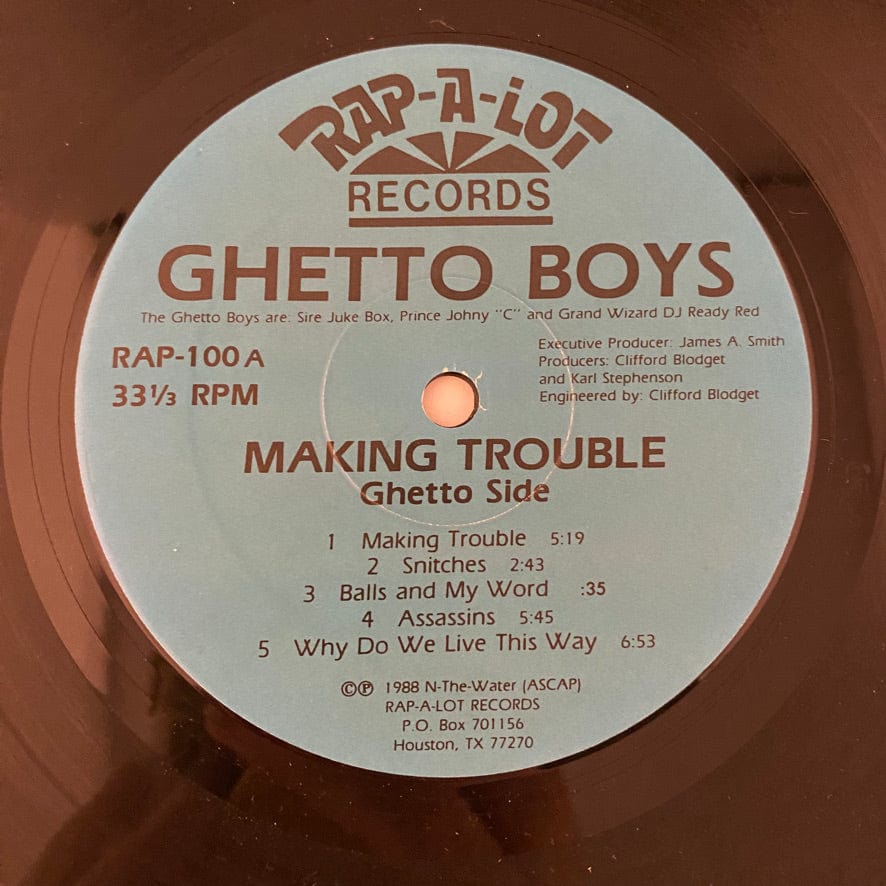 RAP-A-LOT
RECORDS
GHETTO BOYS
The Ghetto Boys are: Sire Juke Box, Prince Johny "C" and Grand Wizard DJ Ready Red
RAP-100 A
33 1/3 RPM
Executive Producer: James A. Smith
Producers: Clifford Blodget
and Karl Stephenson
Engineered by: Clifford Blodget
MAKING TROUBLE
Ghetto Side
1 Making Trouble 5:19
2 Snitches 2:43
3 Balls and My Word :35
4 Assassins 5:45
5 Why Do We Live This Way 6:53
©℗ 1988 N-The-Water (ASCAP)
RAP-A-LOT RECORDS
P.O. Box 701156
Houston, TX 77270